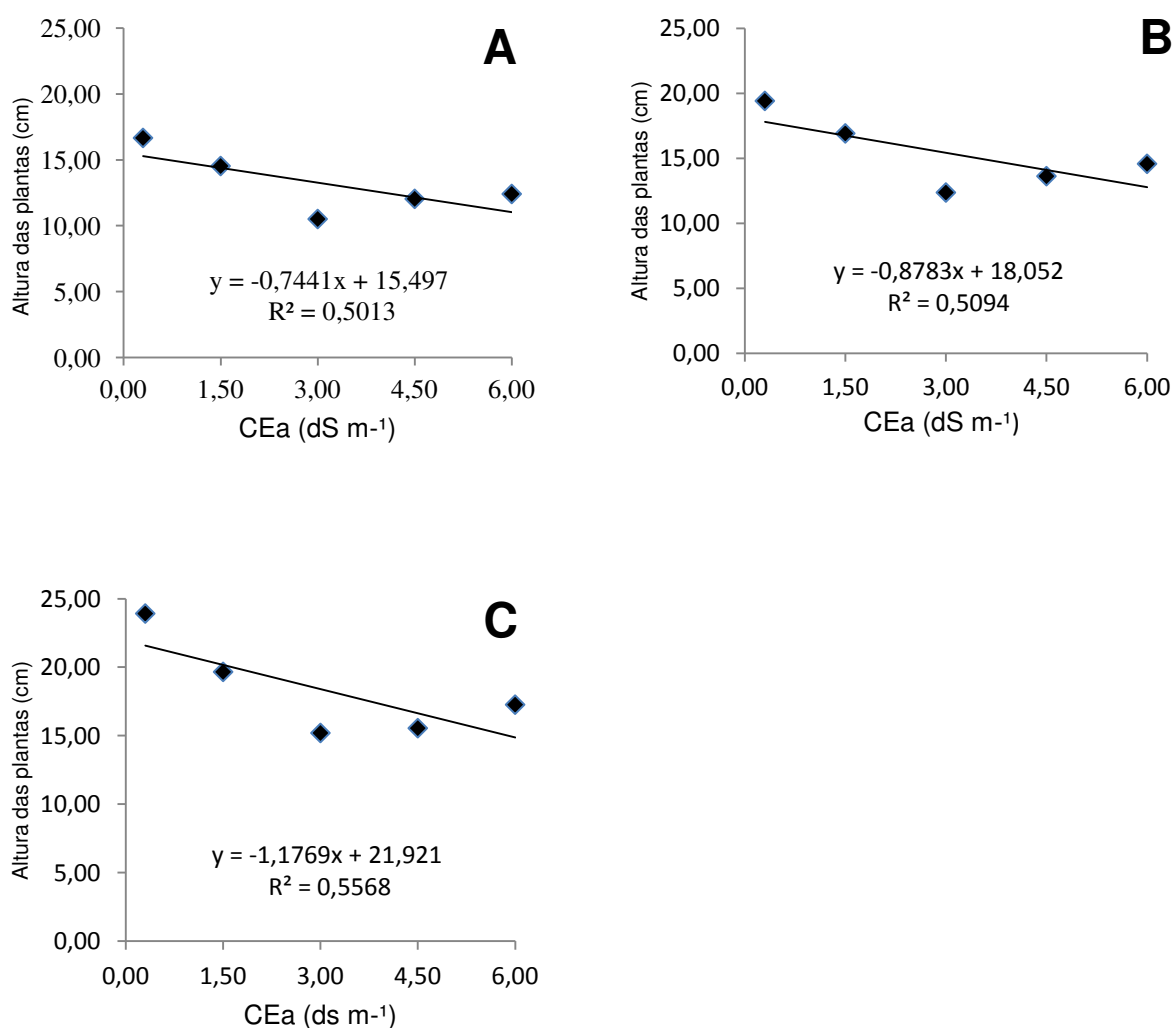 A
25,00
20,00
15,00
10,00
5,00
0,00
Altura das plantas (cm)
y = -0,7441x + 15,497
R² = 0,5013
0,00 1,50 3,00 4,50 6,00
CEa (dS m-¹)
B
25,00
20,00
15,00
10,00
5,00
0,00
Altura das plantas (cm)
y = -0,8783x + 18,052
R² = 0,5094
0,00 1,50 3,00 4,50 6,00
CEa (dS m-¹)
C
25,00
20,00
15,00
10,00
5,00
0,00
Altura das plantas (cm)
y = -1,1769x + 21,921
R² = 0,5568
0,00 1,50 3,00 4,50 6,00
CEa (ds m-¹)